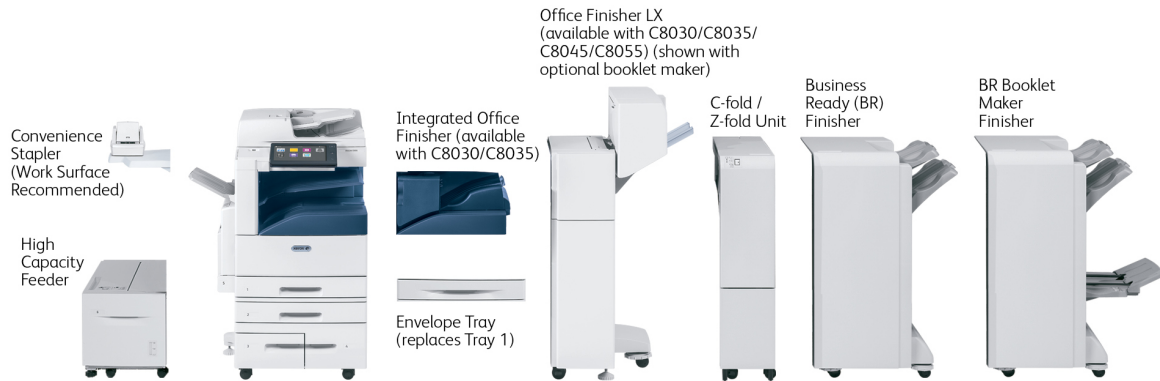 Convenience
Stapler
(Work Surface
Recommended)
High
Capacity
Feeder
xerox
Integrated Office
Finisher (available
with C8030/C8035)
Envelope Tray
(replaces Tray 1)
Office Finisher LX
(available with C8030/C8035/
C8045/C8055) (shown with
optional booklet maker)
C-fold /
Z-fold Unit
Business
Ready (BR)
Finisher
BR Booklet
Maker
Finisher